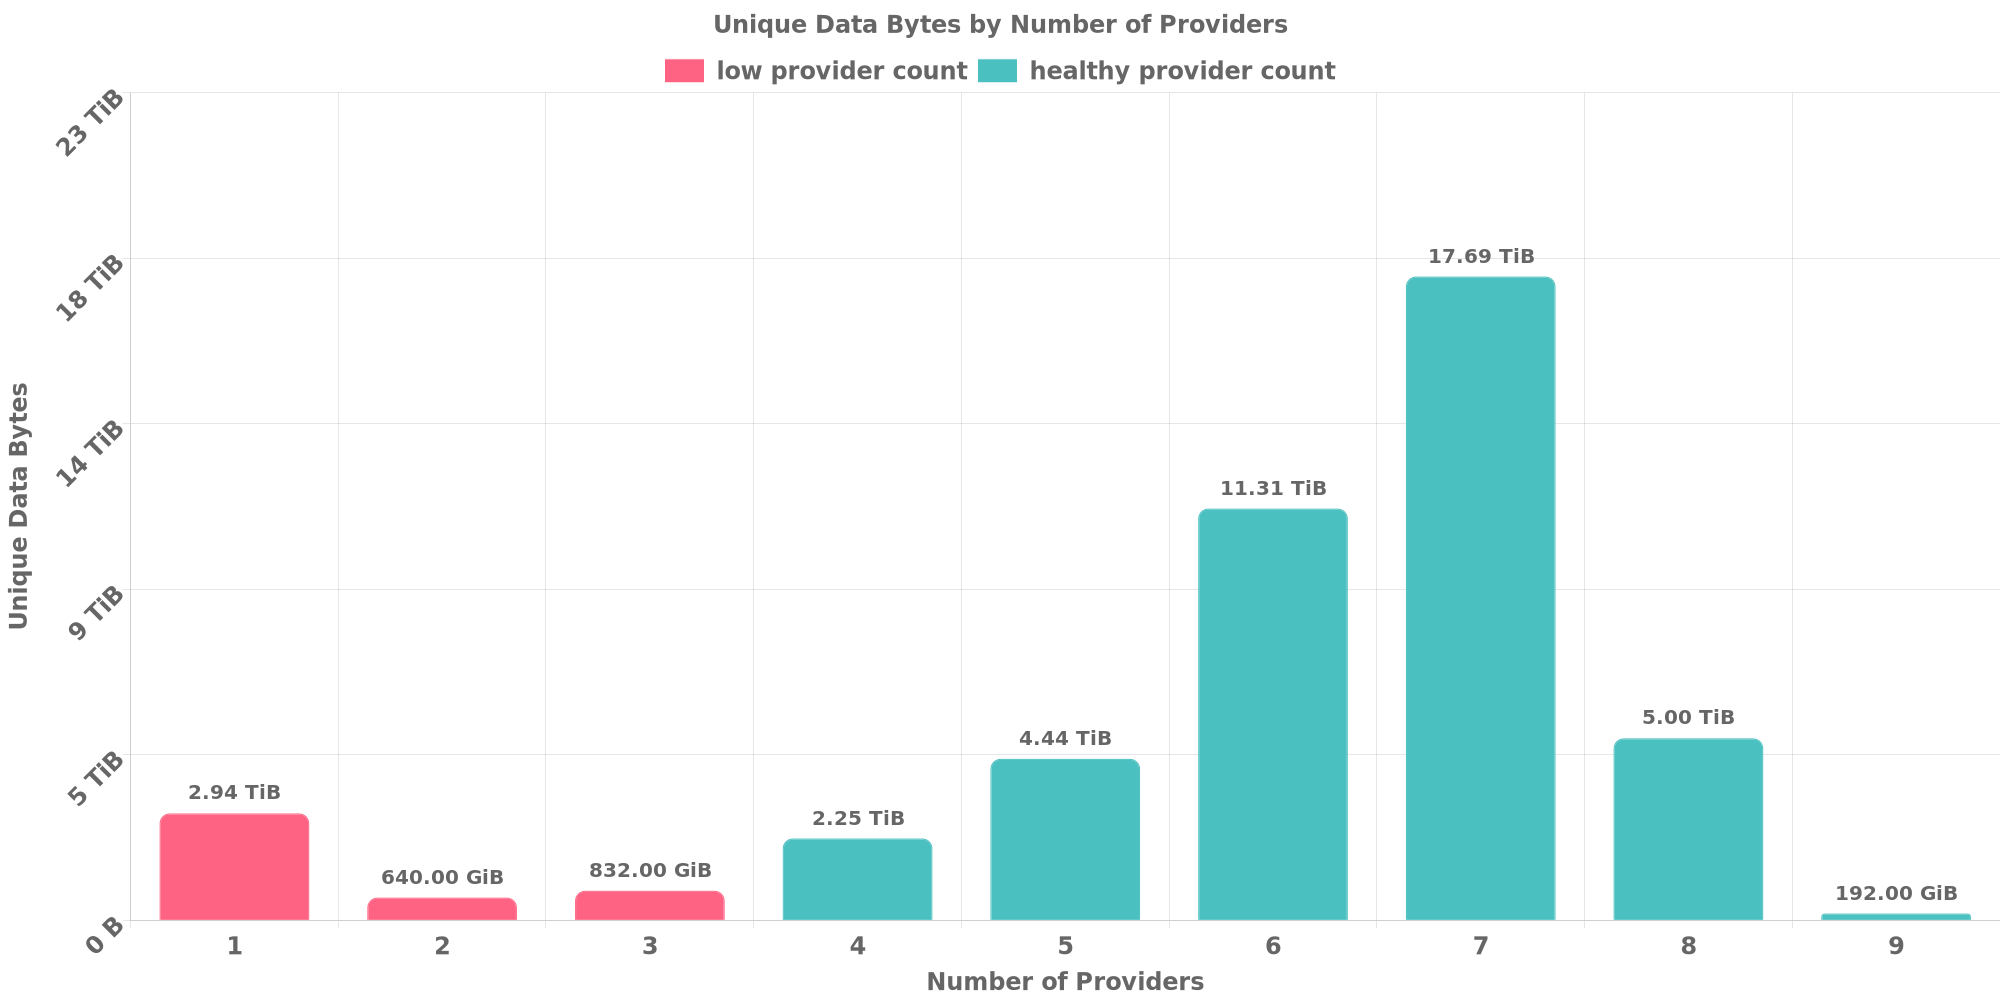 Unique Data Bytes by Number of Providers
low provider count healthy provider count
23 TiB
18 TiB
14 TiB
9 TiB
5 TiB
0 B
Unique Data Bytes
2.94 TiB
640.00 GiB
832.00 GiB
2.25 TiB
4.44 TiB
11.31 TiB
17.69 TiB
5.00 TiB
192.00 GiB
1 2 3 4 5 6 7 8 9
Number of Providers